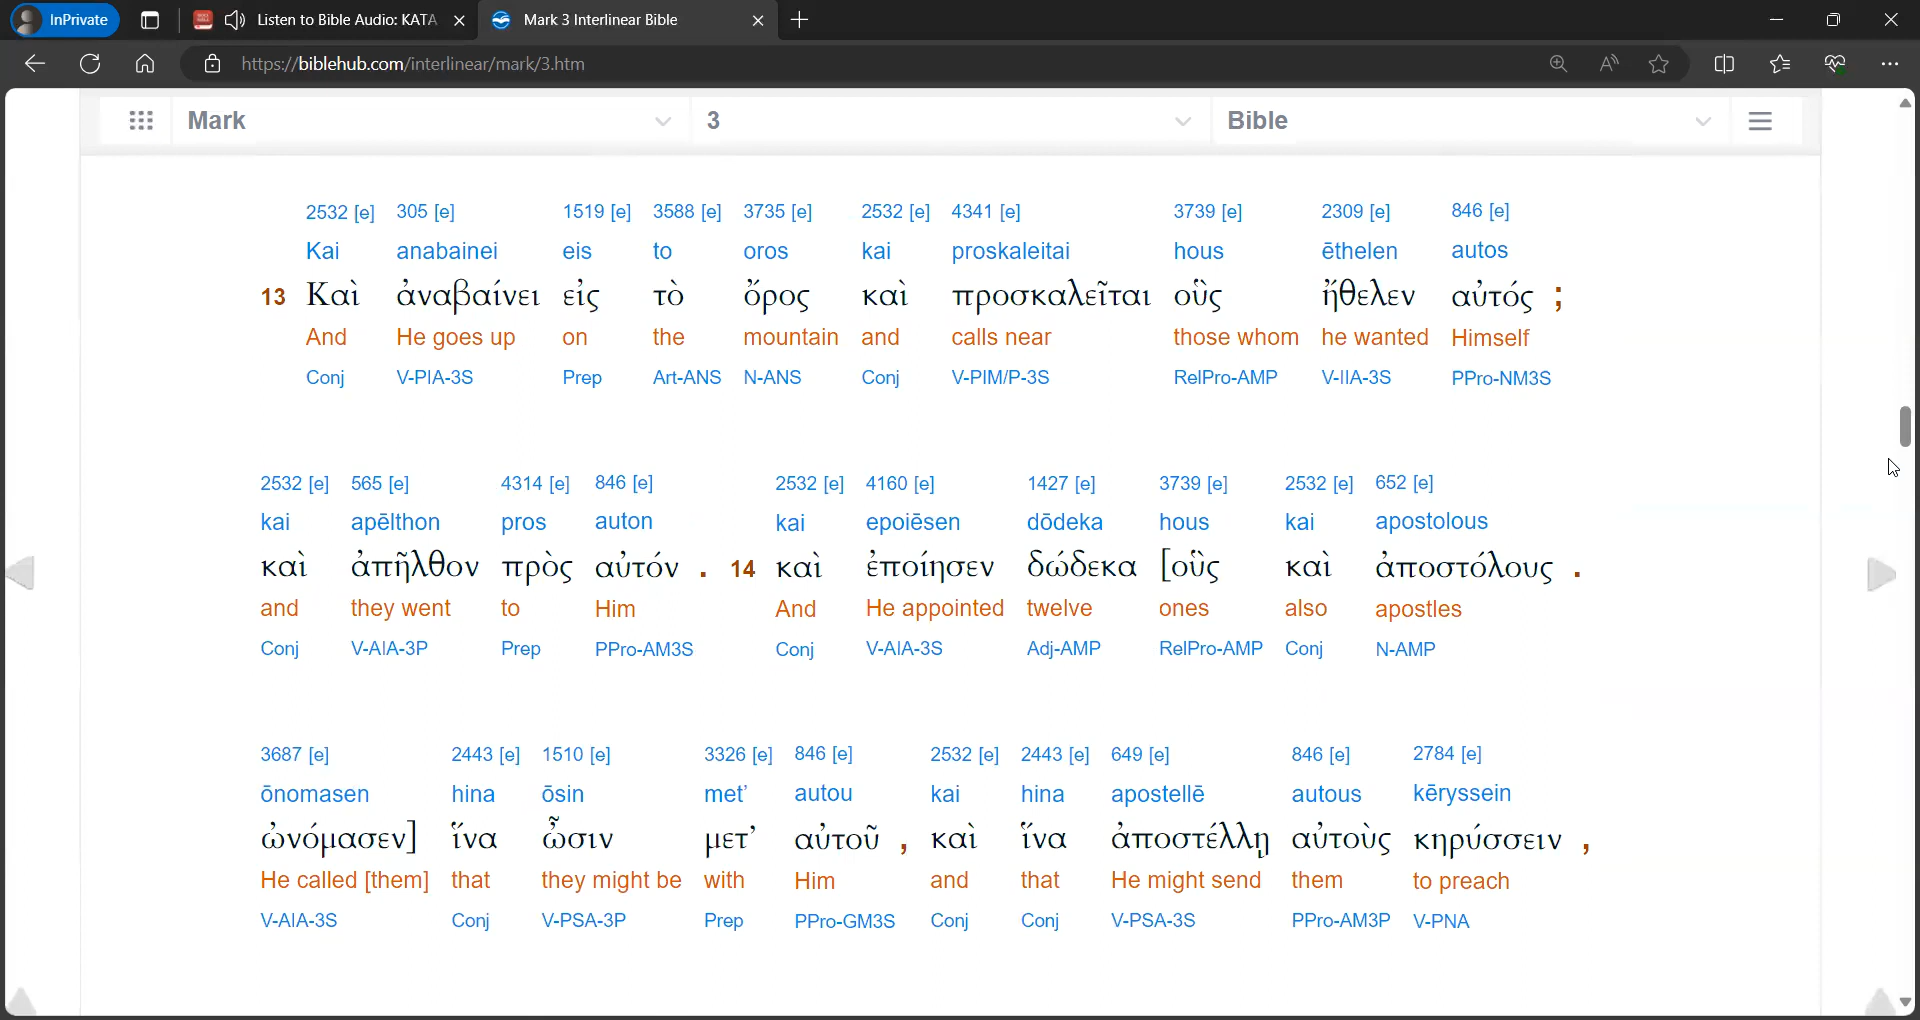 InPrivate Listen to Bible Audio: KATA Mark 3 Interlinear Bible
https://biblehub.com/interlinear/mark/3.htm
Mark 3 Bible
2532 [e] 305 [e] 1519 [e] 3588 [e] 3735 [e] 2532 [e] 4341 [e] 3739 [e] 2309 [e] 846 [e]
Kai anabainei eis to oros kai proskaleitai hous ēthelen autos
13 Καὶ ἀναβαίνει εἰς τὸ ὄρος καὶ προσκαλεῖται οὓς ἤθελεν αὐτός ;
And He goes up on the mountain and calls near those whom he wanted Himself
Conj V-PIA-3S Prep Art-ANS N-ANS Conj V-PIM/P-3S RelPro-AMP V-IIA-3S PPro-NM3S
2532 [e] 565 [e] 4314 [e] 846 [e] 2532 [e] 4160 [e] 1427 [e] 3739 [e] 2532 [e] 652 [e]
kai apēlthon pros auton kai epoiēsen dōdeka hous kai apostolous
καὶ ἀπῆλθον πρὸς αὐτόν . 14 καὶ ἐποίησεν δώδεκα [οὓς καὶ ἀποστόλους .
and they went to Him And He appointed twelve ones also apostles
Conj V-AIA-3P Prep PPro-AM3S Conj V-AIA-3S Adj-AMP RelPro-AMP Conj N-AMP
3687 [e] 2443 [e] 1510 [e] 3326 [e] 846 [e] 2532 [e] 2443 [e] 649 [e] 846 [e] 2784 [e]
ōnomasen hina ōsin met’ autou kai hina apostellē autous kēryssein
ὠνόμασεν] ἵνα ὦσιν μετ’ αὐτοῦ , καὶ ἵνα ἀποστέλλῃ αὐτοὺς κηρύσσειν ,
He called [them] that they might be with Him and that He might send them to preach
V-AIA-3S Conj V-PSA-3P Prep PPro-GM3S Conj Conj V-PSA-3S PPro-AM3P V-PNA